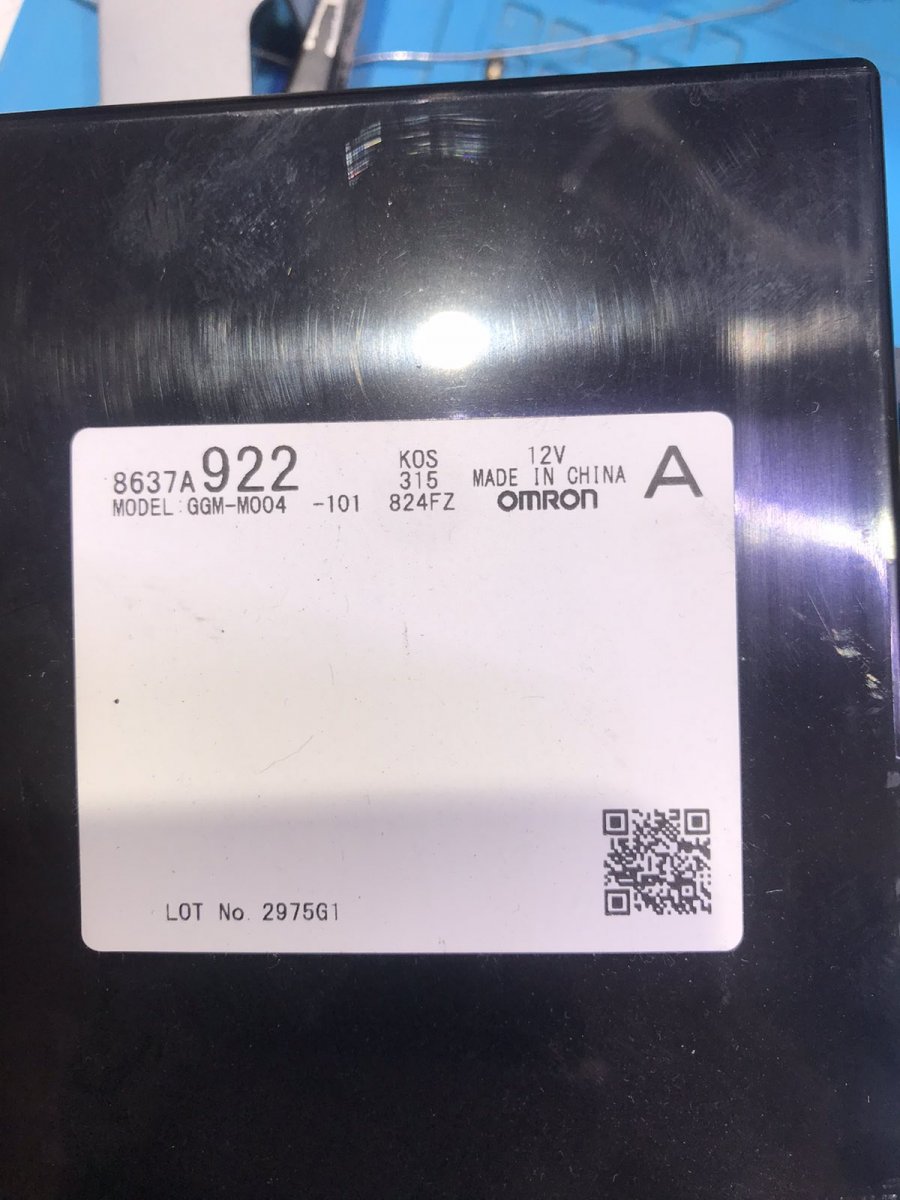 8637A922
KOS
315
824FZ
12V
MADE IN CHINA
OMRON
A
MODEL:GGM-M004 -101
LOT No. 2975G1